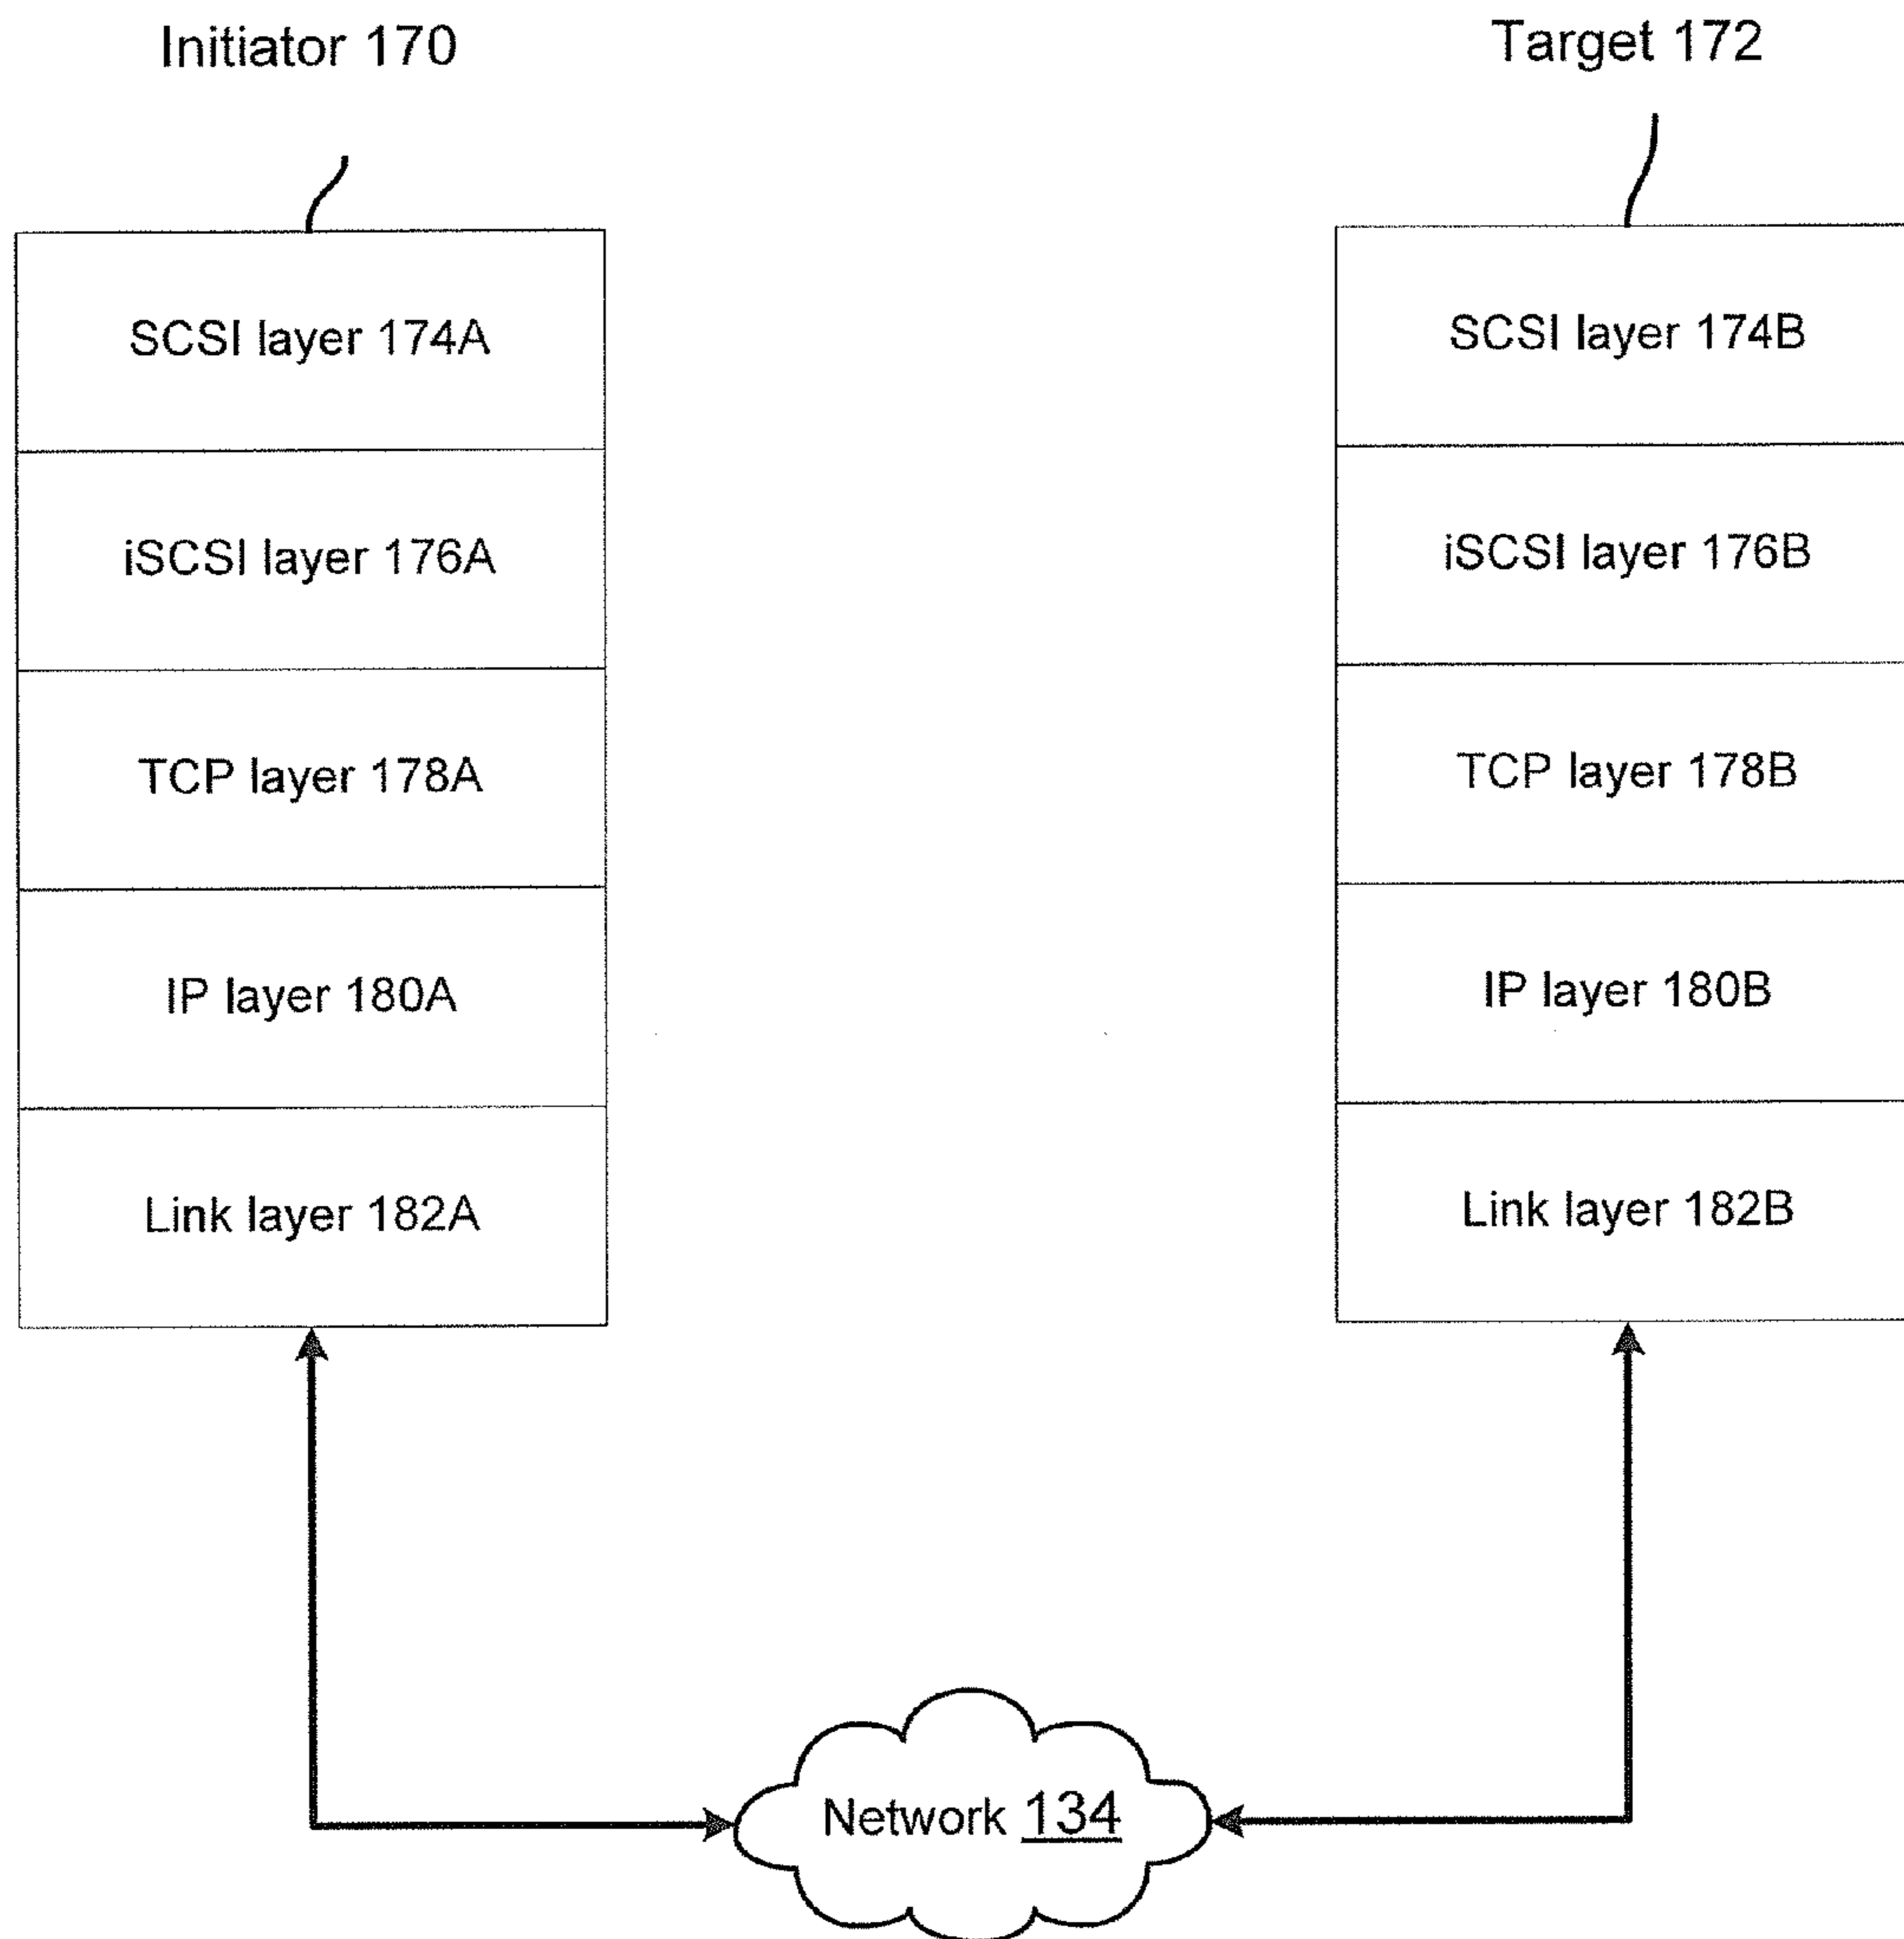 Initiator 170
Target 172
SCSI layer 174A
SCSI layer 174B
iSCSI layer 176A
iSCSI layer 176B
TCP layer 178A
TCP layer 178B
IP layer 180A
IP layer 180B
Link layer 182A
Link layer 182B
Network 134